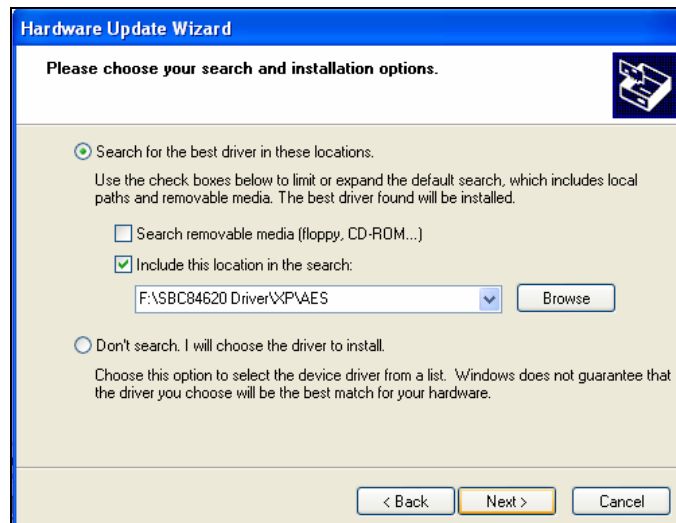 Hardware Update Wizard
Please choose your search and installation options.
Search for the best driver in these locations.
Use the check boxes below to limit or expand the default search, which includes local
paths and removable media. The best driver found will be installed.
Search removable media (floppy, CD-ROM...)
Include this location in the search:
F:\SBC84620 Driver\XP\AES
Browse
Don't search. I will choose the driver to install.
Choose this option to select the device driver from a list.  Windows does not guarantee that
the driver you choose will be the best match for your hardware.
< Back
Next >
Cancel